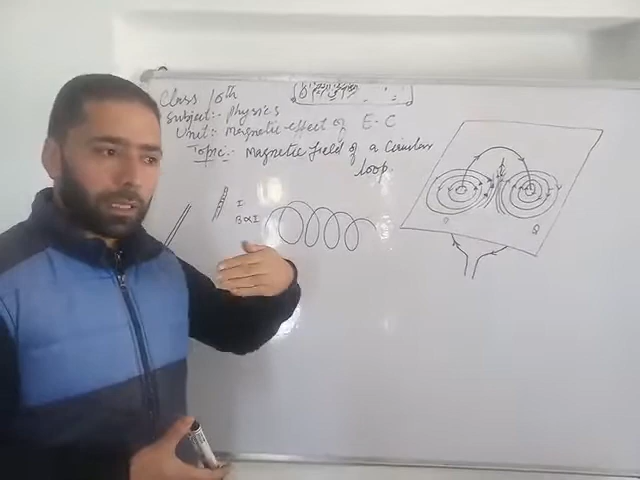 Class 10th
Subject:- Physics
Unit:- Magnetic effect of E-C
Topic:- Magnetic field of a Circular
loop.
I
B∝I